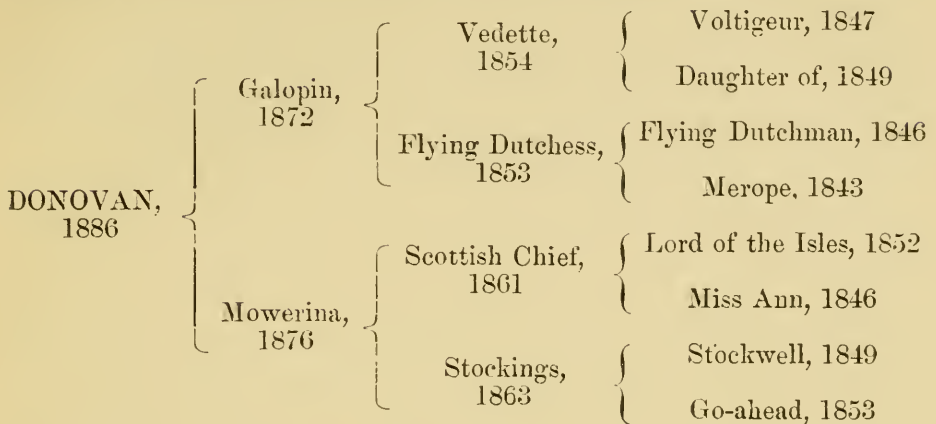 Voltigeur, 1847
Vedette,
1854
Daughter of, 1849
Galopin,
1872
Flying Dutchman, 1846
Flying Dutchess,
1853
Merope, 1843
DONOVAN,
1886
Lord of the Isles, 1852
Scottish Chief,
1861
Miss Ann, 1846
Mowerina,
1876
Stockwell, 1849
Stockings,
1863
Go-ahead, 1853